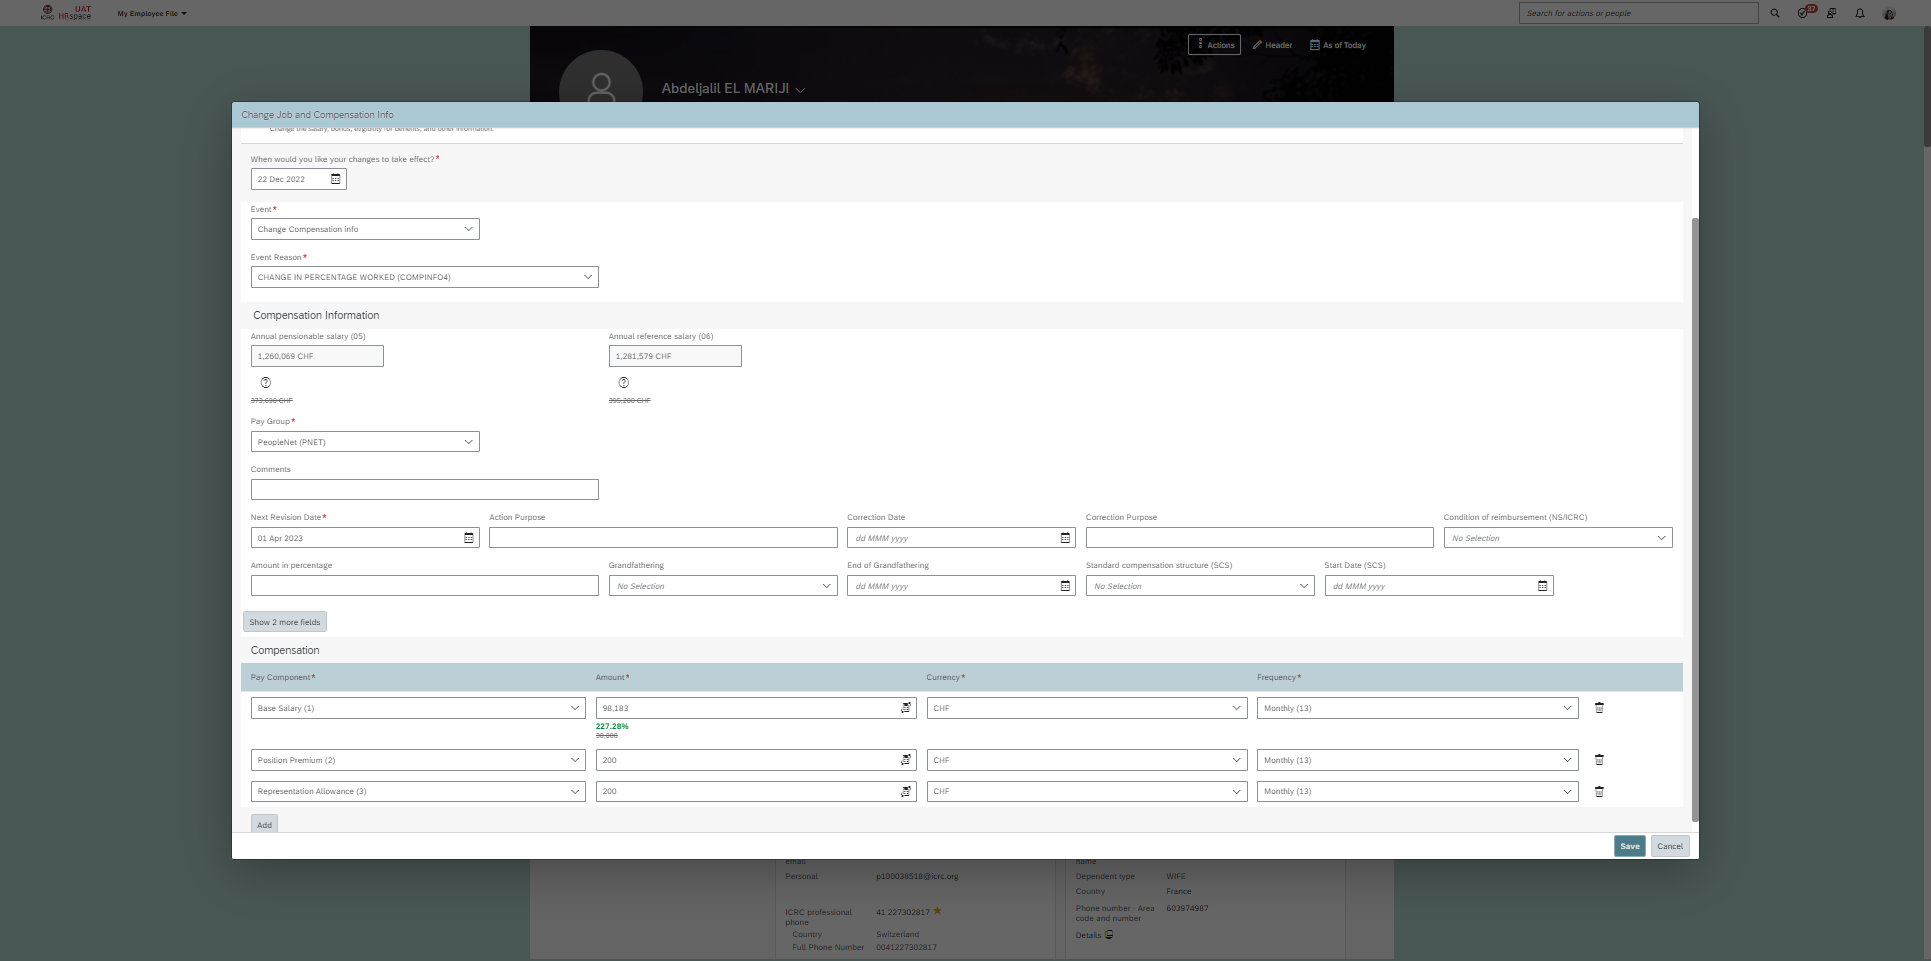 ICRC UAT HRspace
My Employee File
Search for actions or people
37
Actions
Header
As of Today
Abdeljalil EL MARIJI
Change Job and Compensation Info
Change the salary, bonus, eligibility for benefits, and other information.
When would you like your changes to take effect?*
22 Dec 2022
Event*
Change Compensation info
Event Reason*
CHANGE IN PERCENTAGE WORKED (COMPINFO4)
Compensation Information
Annual pensionable salary (05) Annual reference salary (06)
1,260,069 CHF 1,281,579 CHF
373,690 CHF 395,200 CHF
Pay Group*
PeopleNet (PNET)
Comments
Next Revision Date* Action Purpose Correction Date Correction Purpose Condition of reimbursement (NS/ICRC)
01 Apr 2023 dd MMM yyyy No Selection
Amount in percentage Grandfathering End of Grandfathering Standard compensation structure (SCS) Start Date (SCS)
No Selection dd MMM yyyy No Selection dd MMM yyyy
Show 2 more fields
Compensation
Pay Component* Amount* Currency* Frequency*
Base Salary (1) 98,183 CHF Monthly (13)
227.28%
30,000
Position Premium (2) 200 CHF Monthly (13)
Representation Allowance (3) 200 CHF Monthly (13)
Add
Save Cancel
email name
Personal p100038518@icrc.org Dependent type WIFE
Country France
ICRC professional phone 41 227302817 Phone number - Area code and number 603974987
Country Switzerland Details
Full Phone Number 0041227302817